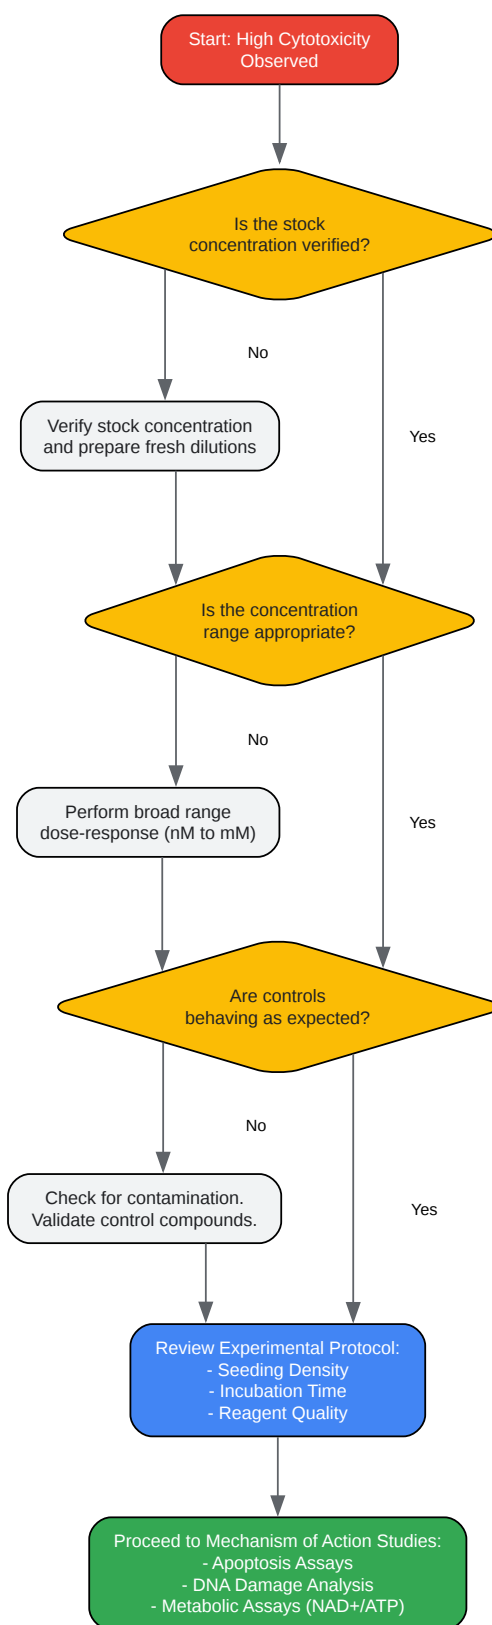 Start: High Cytotoxicity
Observed
Is the stock
concentration verified?
No
Verify stock concentration
and prepare fresh dilutions
Yes
Is the concentration
range appropriate?
No
Perform broad range
dose-response (nM to mM)
Yes
Are controls
behaving as expected?
No
Check for contamination.
Validate control compounds.
Yes
Review Experimental Protocol:
- Seeding Density
- Incubation Time
- Reagent Quality
Proceed to Mechanism of Action Studies:
- Apoptosis Assays
- DNA Damage Analysis
- Metabolic Assays (NAD+/ATP)